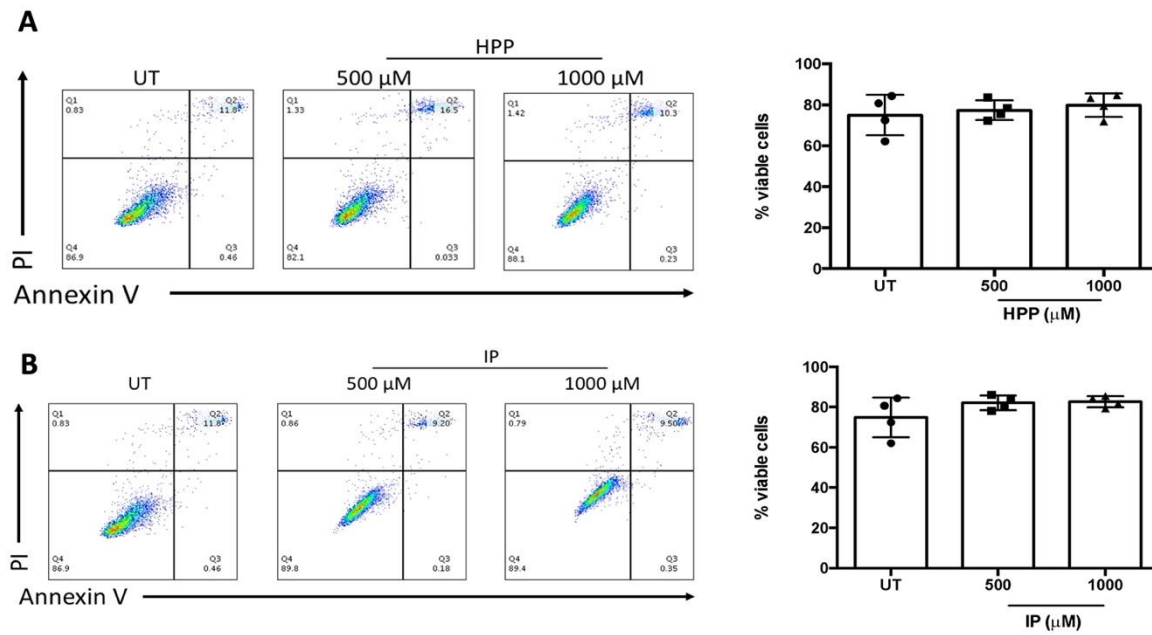 A
HPP
UT
500 μM
1000 μM
Q1
0.83
Q2
11.8
Q4
86.9
Q3
0.46
Q1
1.33
Q2
16.5
Q4
82.1
Q3
0.033
Q1
1.42
Q2
10.3
Q4
88.1
Q3
0.23
PI
Annexin V
% viable cells
100
80
60
40
20
0
UT
500
1000
HPP (μM)
B
IP
UT
500 μM
1000 μM
Q1
0.83
Q2
11.8
Q4
86.9
Q3
0.46
Q1
0.86
Q2
9.20
Q4
89.8
Q3
0.18
Q1
0.79
Q2
9.50
Q4
89.4
Q3
0.35
PI
Annexin V
% viable cells
100
80
60
40
20
0
UT
500
1000
IP (μM)